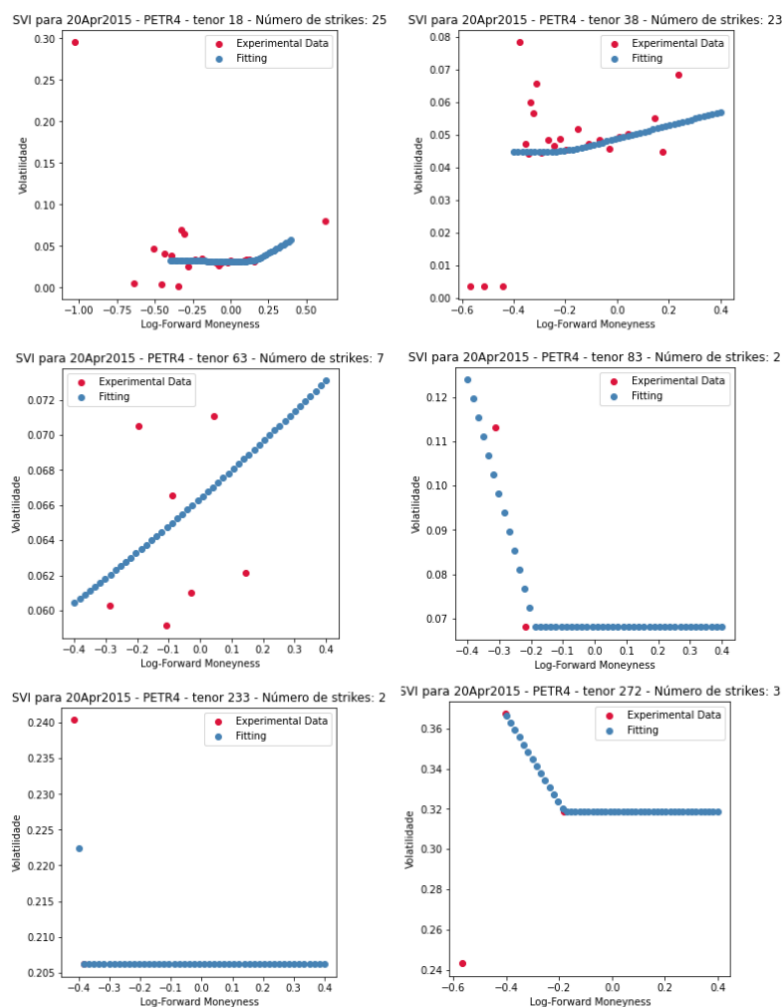 SVI para 20Apr2015 - PETR4 - tenor 18 - Número de strikes: 25
0.30
0.25
0.20
0.15
0.10
0.05
0.00
Volatilidade
Experimental Data
Fitting
−1.00 −0.75 −0.50 −0.25 0.00 0.25 0.50
Log-Forward Moneyness
SVI para 20Apr2015 - PETR4 - tenor 38 - Número de strikes: 23
0.08
0.07
0.06
0.05
0.04
0.03
0.02
0.01
0.00
Volatilidade
Experimental Data
Fitting
−0.6 −0.4 −0.2 0.0 0.2 0.4
Log-Forward Moneyness
SVI para 20Apr2015 - PETR4 - tenor 63 - Número de strikes: 7
0.072
0.070
0.068
0.066
0.064
0.062
0.060
Volatilidade
Experimental Data
Fitting
−0.4 −0.3 −0.2 −0.1 0.0 0.1 0.2 0.3 0.4
Log-Forward Moneyness
SVI para 20Apr2015 - PETR4 - tenor 83 - Número de strikes: 2
0.12
0.11
0.10
0.09
0.08
0.07
Volatilidade
Experimental Data
Fitting
−0.4 −0.3 −0.2 −0.1 0.0 0.1 0.2 0.3 0.4
Log-Forward Moneyness
SVI para 20Apr2015 - PETR4 - tenor 233 - Número de strikes: 2
0.240
0.235
0.230
0.225
0.220
0.215
0.210
0.205
Volatilidade
Experimental Data
Fitting
−0.4 −0.3 −0.2 −0.1 0.0 0.1 0.2 0.3 0.4
Log-Forward Moneyness
SVI para 20Apr2015 - PETR4 - tenor 272 - Número de strikes: 3
0.36
0.34
0.32
0.30
0.28
0.26
0.24
Volatilidade
Experimental Data
Fitting
−0.6 −0.4 −0.2 0.0 0.2 0.4
Log-Forward Moneyness